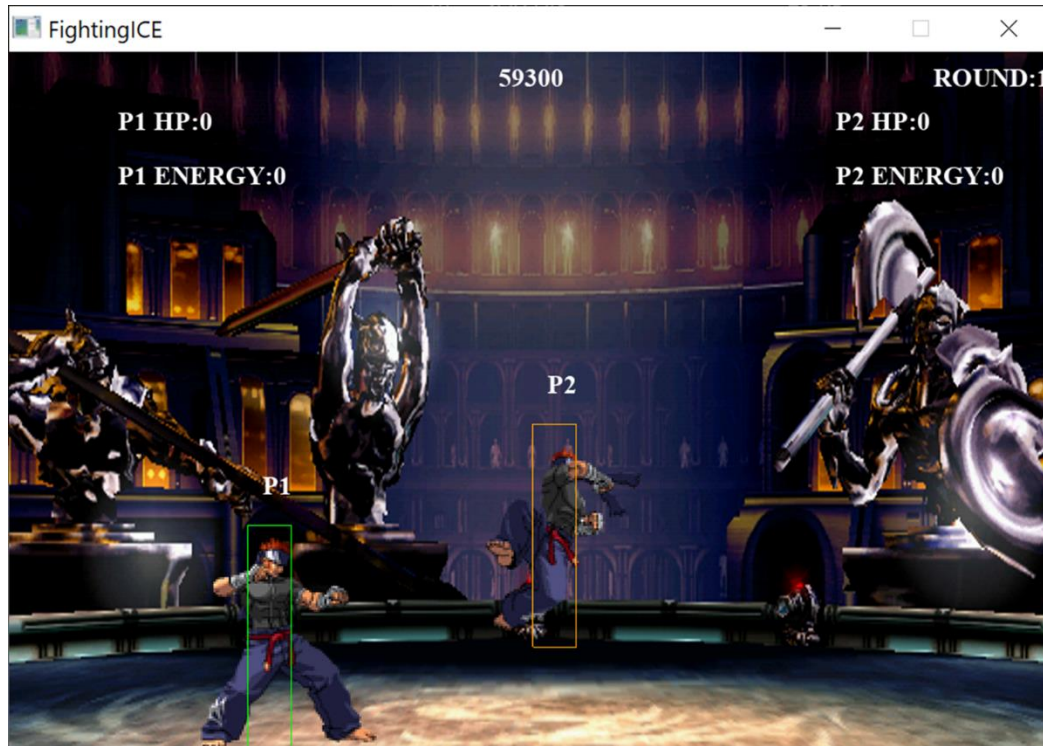 FightingICE
59300
ROUND:1
P1 HP:0
P2 HP:0
P1 ENERGY:0
P2 ENERGY:0
P2
P1